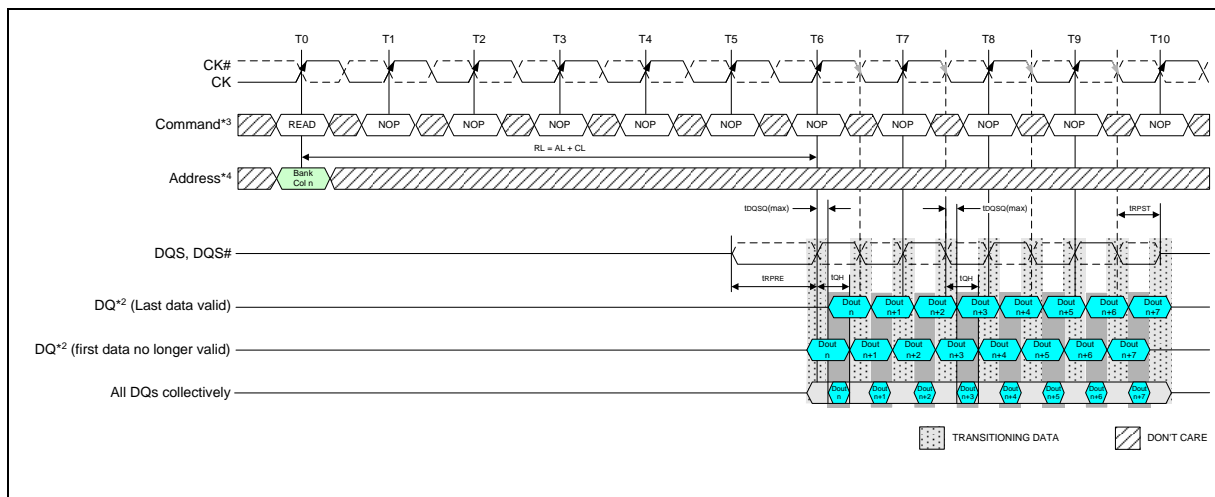 T0 T1 T2 T3 T4 T5 T6 T7 T8 T9 T10
CK#
CK
Command*3 READ NOP NOP NOP NOP NOP NOP NOP NOP NOP NOP
RL = AL + CL
Address*4 Bank
Col n
tDQSQ(max) tDQSQ(max) tRPST
DQS, DQS#
tRPRE tQH tQH
DQ*2 (Last data valid) Dout n Dout n+1 Dout n+2 Dout n+3 Dout n+4 Dout n+5 Dout n+6 Dout n+7
DQ*2 (first data no longer valid) Dout n Dout n+1 Dout n+2 Dout n+3 Dout n+4 Dout n+5 Dout n+6 Dout n+7
All DQs collectively Dout n Dout n+1 Dout n+2 Dout n+3 Dout n+4 Dout n+5 Dout n+6 Dout n+7
TRANSITIONING DATA DON'T CARE